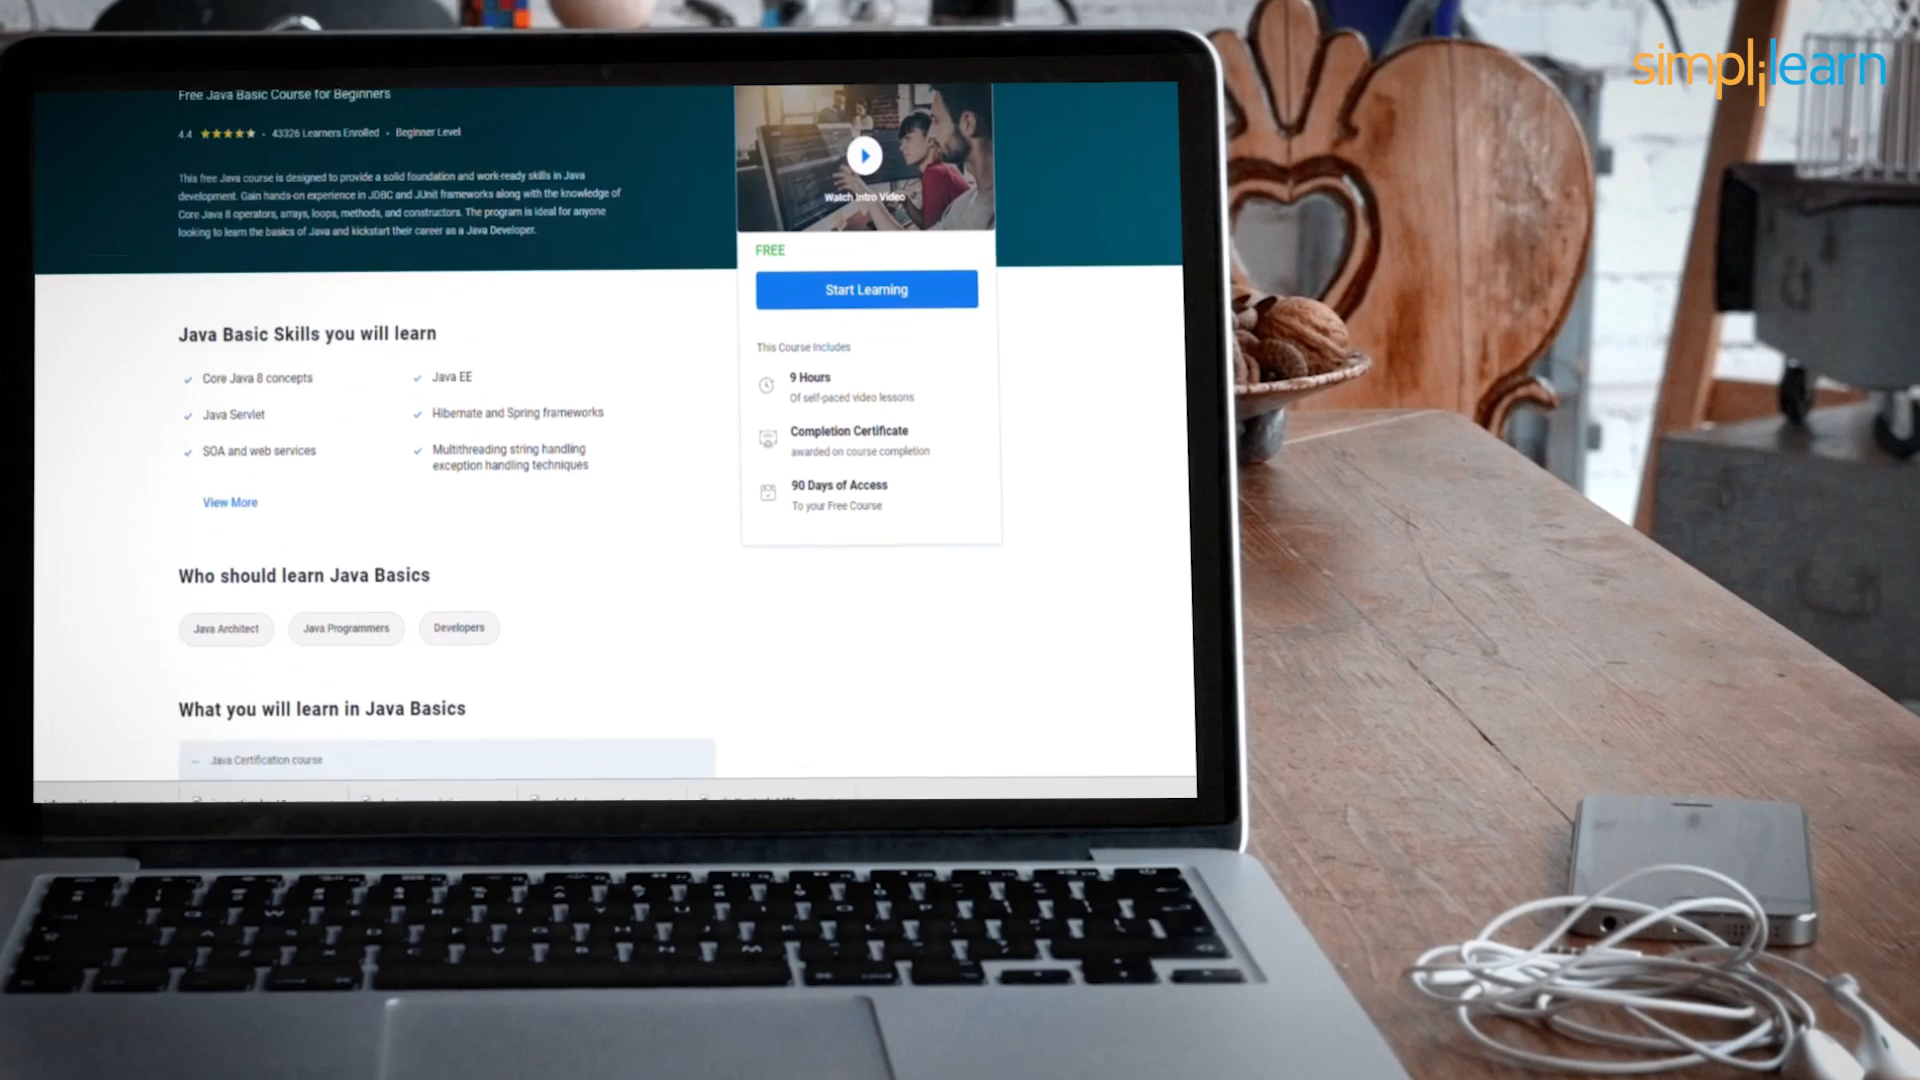 simplilearn
Free Java Basic Course for Beginners
4.4 43326 Learners Enrolled • Beginner Level
This free Java course is designed to provide a solid foundation and work-ready skills in Java
development. Gain hands-on experience in JDBC and JUnit frameworks along with the knowledge of
Core Java 8 operators, arrays, loops, methods, and constructors. The program is ideal for anyone
looking to learn the basics of Java and kickstart their career as a Java Developer.
Watch Intro Video
FREE
Start Learning
This Course Includes
9 Hours
Of self-paced video lessons
Completion Certificate
awarded on course completion
90 Days of Access
To your Free Course
Java Basic Skills you will learn
Core Java 8 concepts
Java EE
Java Servlet
Hibernate and Spring frameworks
SOA and web services
Multithreading string handling
exception handling techniques
View More
Who should learn Java Basics
Java Architect
Java Programmers
Developers
What you will learn in Java Basics
Java Certification course